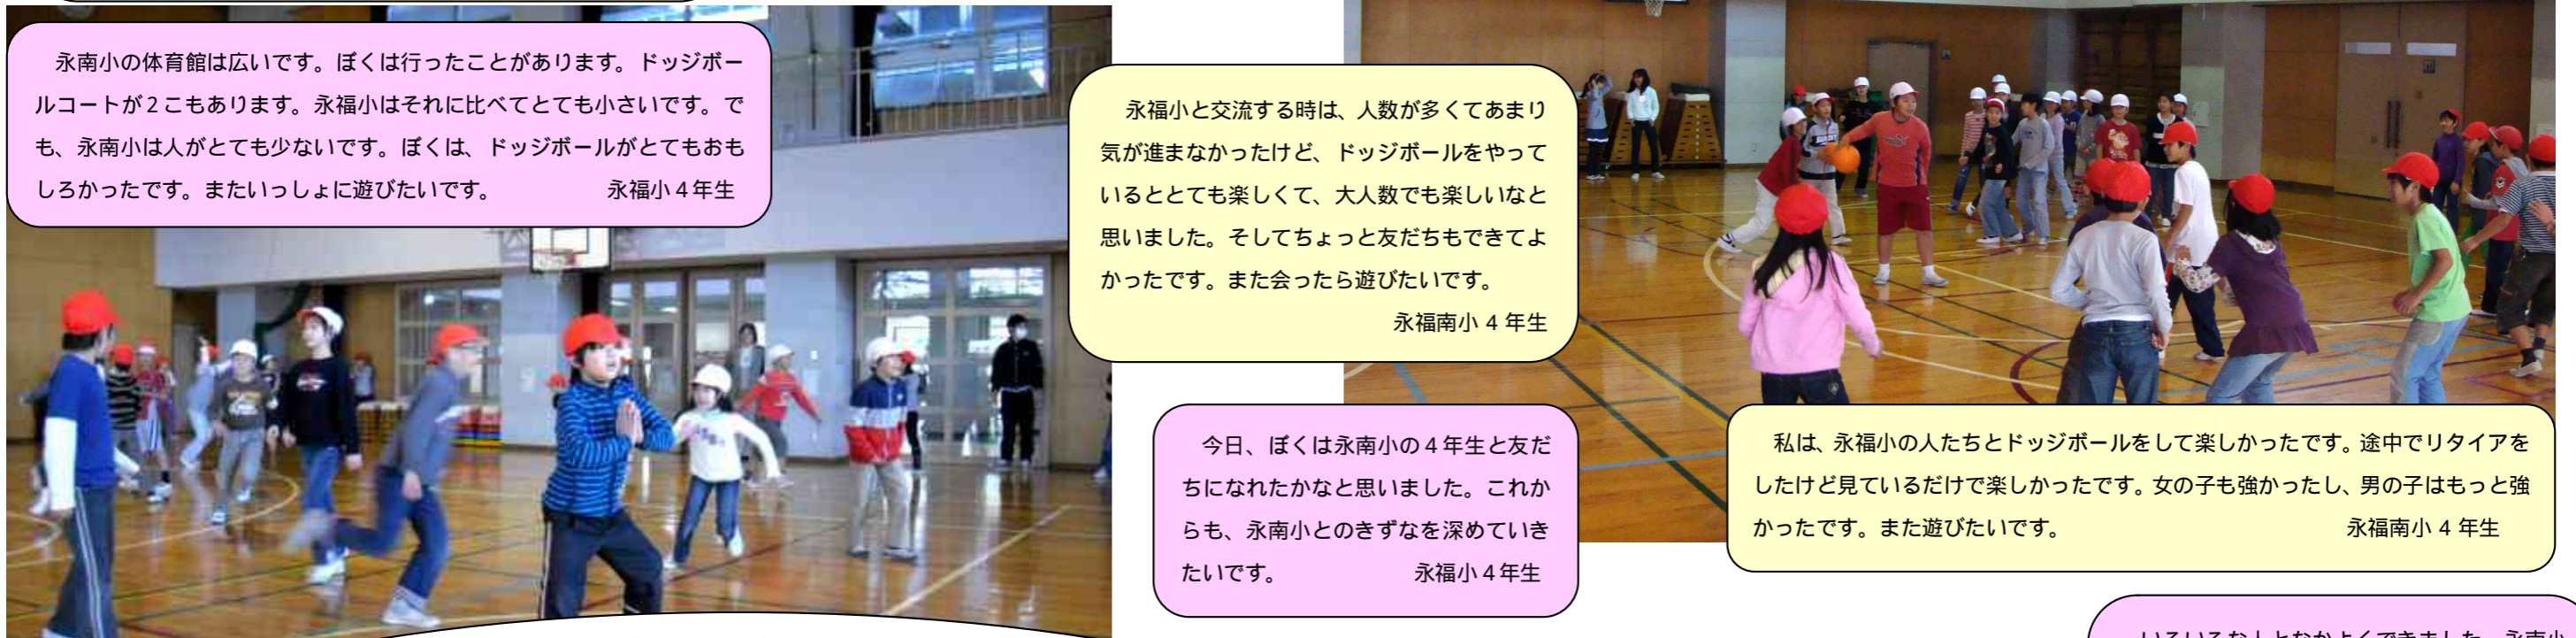 永南小の体育館は広いです。ぼくは行ったことがあります。ドッジボー
ルコートが2こもあります。永福小はそれに比べてとても小さいです。で
も、永南小は人がとても少ないです。ぼくは、ドッジボールがとてもおも
しろかったです。またいっしょに遊びたいです。 永福小4年生
永福小と交流する時は、人数が多くてあまり
気が進まなかったけど、ドッジボールをやって
いるととても楽しくて、大人数でも楽しいなと
思いました。そしてちょっと友だちもできてよ
かったです。また会ったら遊びたいです。
永福南小 4 年生
今日、ぼくは永南小の4年生と友だ
ちになれたかなと思いました。これか
らも、永南小とのきずなを深めていき
たいです。 永福小4年生
私は、永福小の人たちとドッジボールをして楽しかったです。途中でリタイアを
したけど見ているだけで楽しかったです。女の子も強かったし、男の子はもっと強
かったです。また遊びたいです。 永福南小 4 年生
いろいろな人となかよくできました。永南小